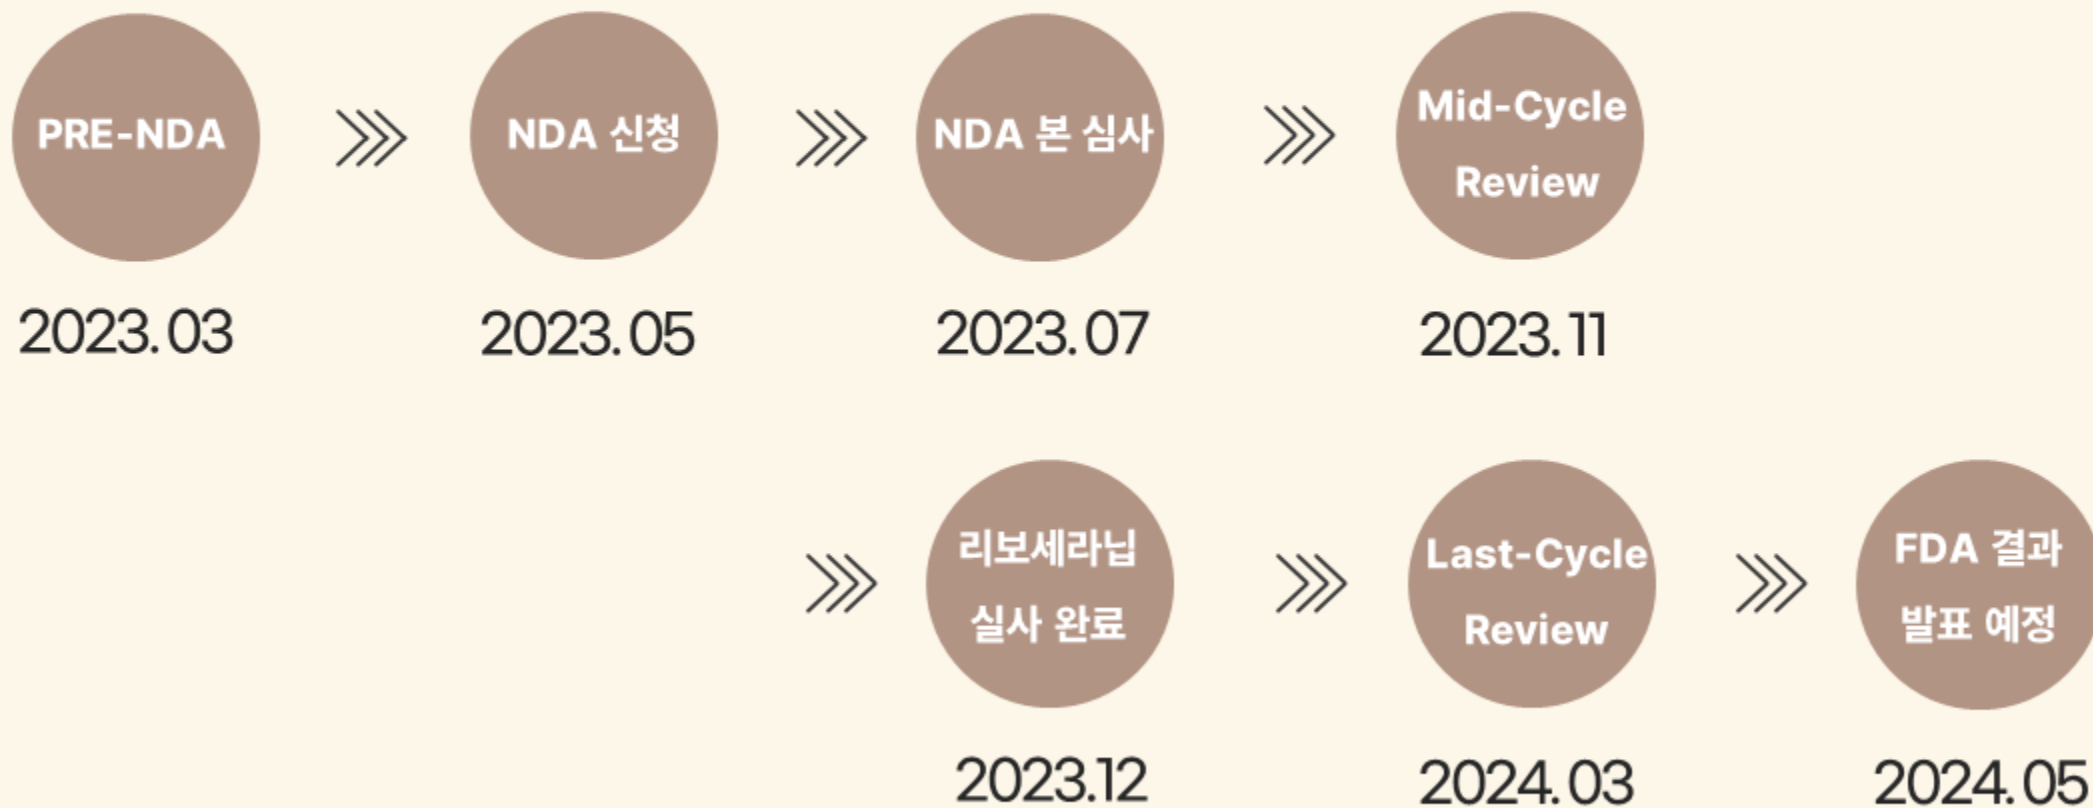 PRE-NDA
NDA 신청
NDA 본 심사
Mid-Cycle
Review
2023.03
2023.05
2023.07
2023.11
리보세라닙
실사 완료
Last-Cycle
Review
FDA 결과
발표 예정
2023.12
2024.03
2024.05